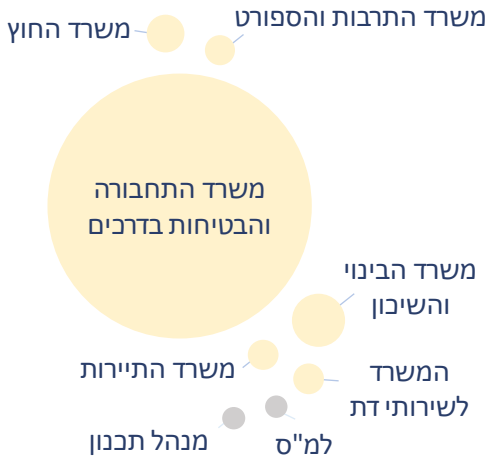 משרד התרבות והספורט
משרד החוץ
משרד התחבורה
והבטיחות בדרכים
משרד הבינוי
והשיכון
משרד התיירות
המשרד
לשירותי דת
למ"ס
מנהל תכנון